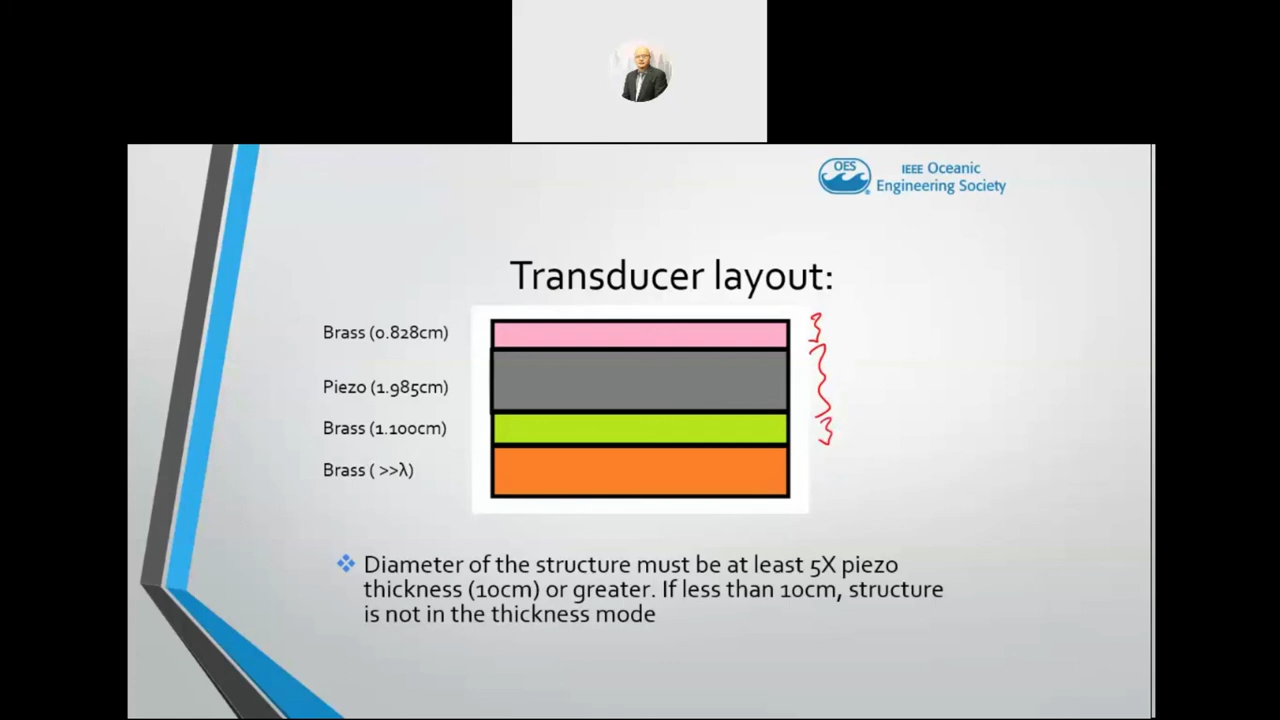 OES
IEEE Oceanic
Engineering Society
Transducer layout:
Brass (0.828cm)
Piezo (1.985cm)
Brass (1.100cm)
Brass ( >>λ)
Diameter of the structure must be at least 5X piezo
thickness (10cm) or greater. If less than 10cm, structure
is not in the thickness mode